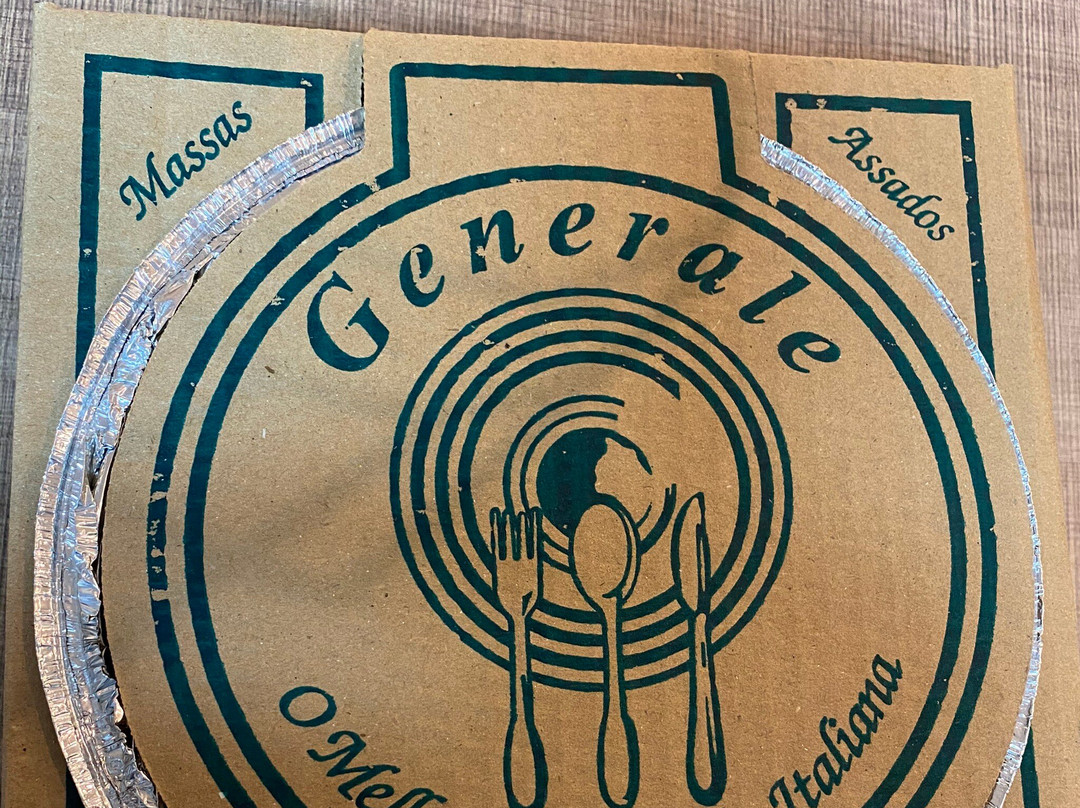 Massas
Assados
Generale
O
Italiana